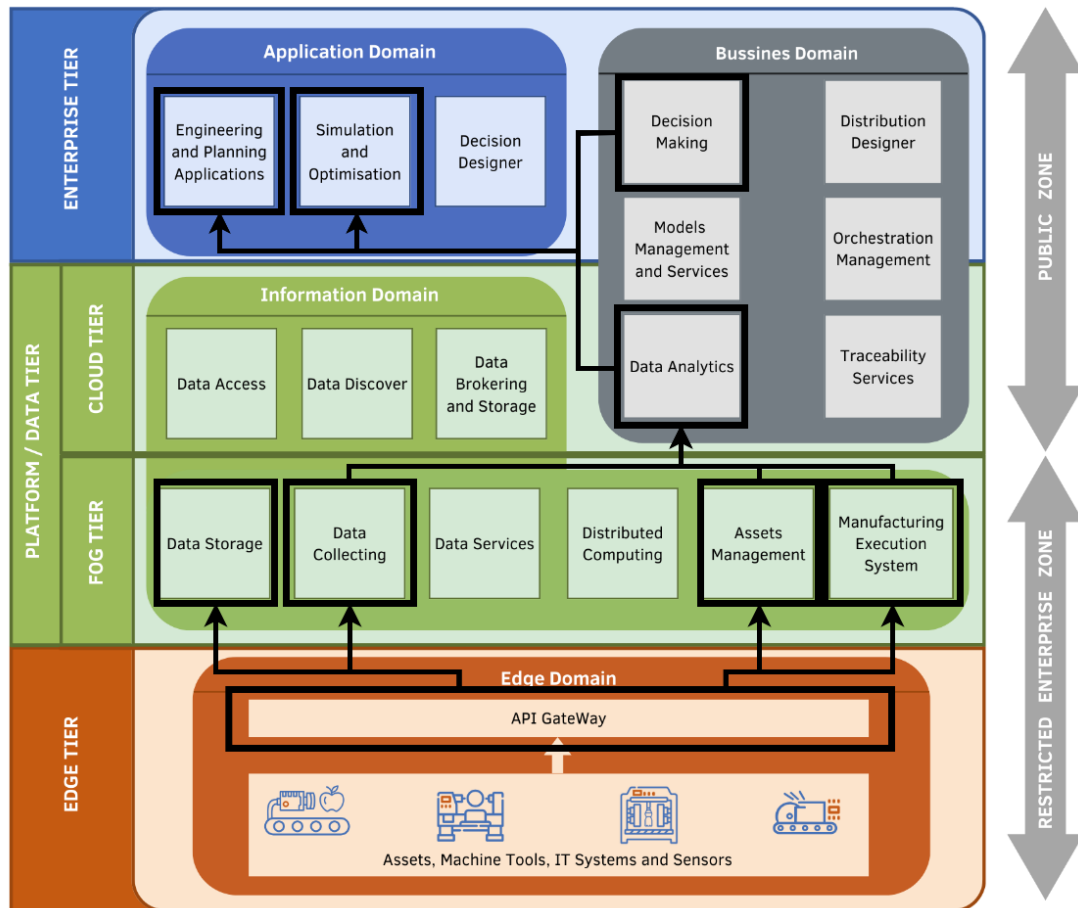 ENTERPRISE TIER
Application Domain
Engineering
and Planning
Applications
Simulation
and
Optimisation
Decision
Designer
Bussines Domain
Decision
Making
Distribution
Designer
Models
Management
and Services
Orchestration
Management
Data Analytics
Traceability
Services
PUBLIC ZONE
PLATFORM / DATA TIER
CLOUD TIER
Information Domain
Data Access
Data Discover
Data
Brokering
and Storage
FOG TIER
Data Storage
Data
Collecting
Data Services
Distributed
Computing
Assets
Management
Manufacturing
Execution
System
RESTRICTED ENTERPRISE ZONE
EDGE TIER
Edge Domain
API GateWay
Assets, Machine Tools, IT Systems and Sensors